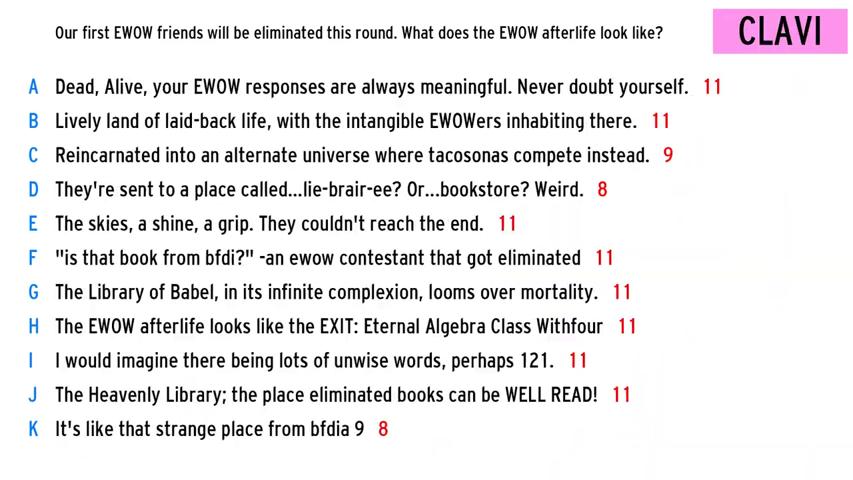 Our first EWOW friends will be eliminated this round. What does the EWOW afterlife look like?
CLAVI
A Dead, Alive, your EWOW responses are always meaningful. Never doubt yourself. 11
B Lively land of laid-back life, with the intangible EWOWers inhabiting there. 11
C Reincarnated into an alternate universe where tacosonas compete instead. 9
D They're sent to a place called...lie-brair-ee? Or...bookstore? Weird. 8
E The skies, a shine, a grip. They couldn't reach the end. 11
F "is that book from bfdi?" -an ewow contestant that got eliminated 11
G The Library of Babel, in its infinite complexion, looms over mortality. 11
H The EWOW afterlife looks like the EXIT: Eternal Algebra Class Withfour 11
I I would imagine there being lots of unwise words, perhaps 121. 11
J The Heavenly Library; the place eliminated books can be WELL READ! 11
K It's like that strange place from bfdia 9 8